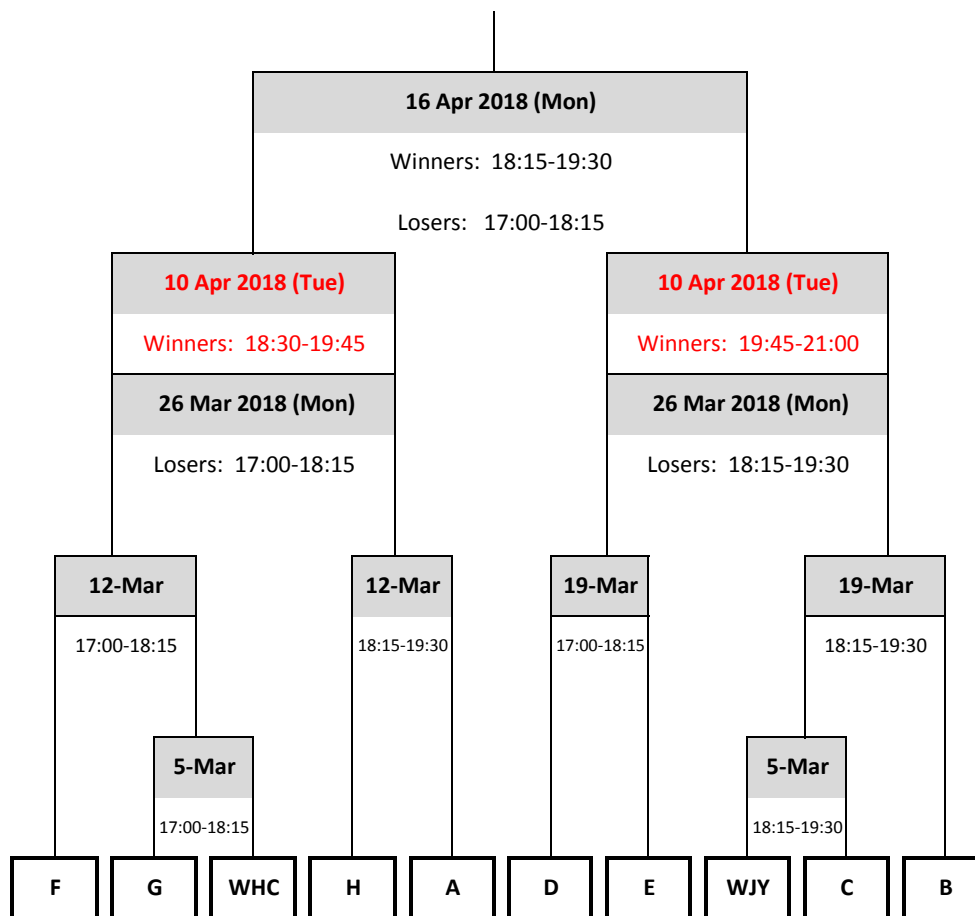 16 Apr 2018 (Mon)
Winners: 18:15-19:30
Losers: 17:00-18:15
10 Apr 2018 (Tue)
10 Apr 2018 (Tue)
Winners: 18:30-19:45
Winners: 19:45-21:00
26 Mar 2018 (Mon)
26 Mar 2018 (Mon)
Losers: 17:00-18:15
Losers: 18:15-19:30
12-Mar
12-Mar
19-Mar
19-Mar
17:00-18:15
18:15-19:30
17:00-18:15
18:15-19:30
5-Mar
5-Mar
17:00-18:15
18:15-19:30
F
G
WHC
H
A
D
E
WJY
C
B